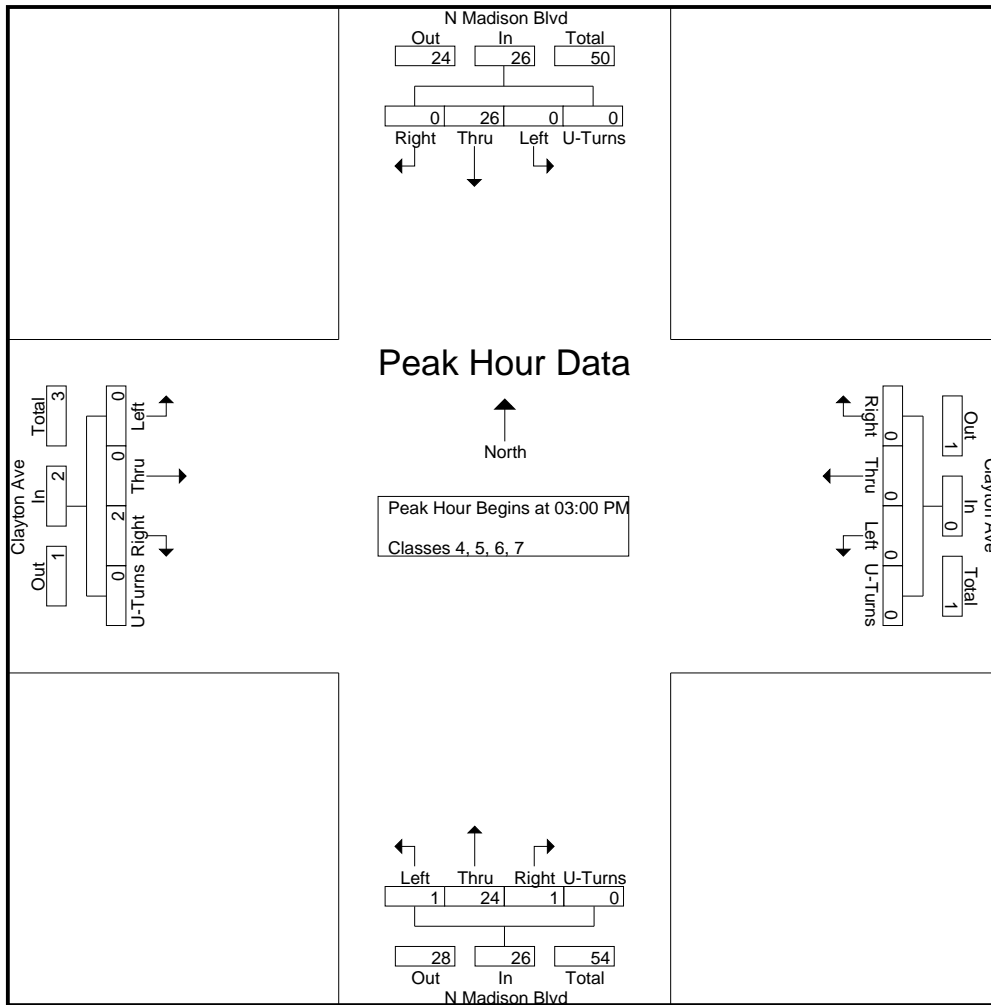 N Madison Blvd
Out In Total
24 26 50
0 26 0 0
Right Thru Left U-Turns
Peak Hour Data
North
Peak Hour Begins at 03:00 PM
Classes 4, 5, 6, 7
Clayton Ave
Out In Total
1 2 3
0 2 0 0
U-Turns Right Thru Left
Clayton Ave
Out In Total
1 0 1
0 0 0 0
Right Thru Left U-Turns
Left Thru Right U-Turns
1 24 1 0
28 26 54
Out In Total
N Madison Blvd